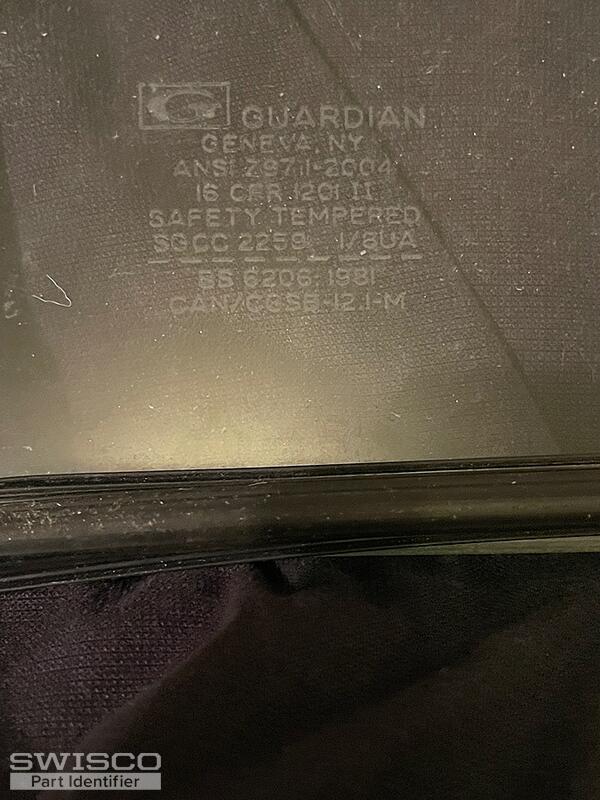 G GUARDIAN
GENEVA, NY
ANSI Z97.1-2004
16 CFR 1201 II
SAFETY TEMPERED
SGCC 2259 1/8UA
BS 6206, 1981
CAN/CGSB-12.1-M
SWISCO
Part Identifier